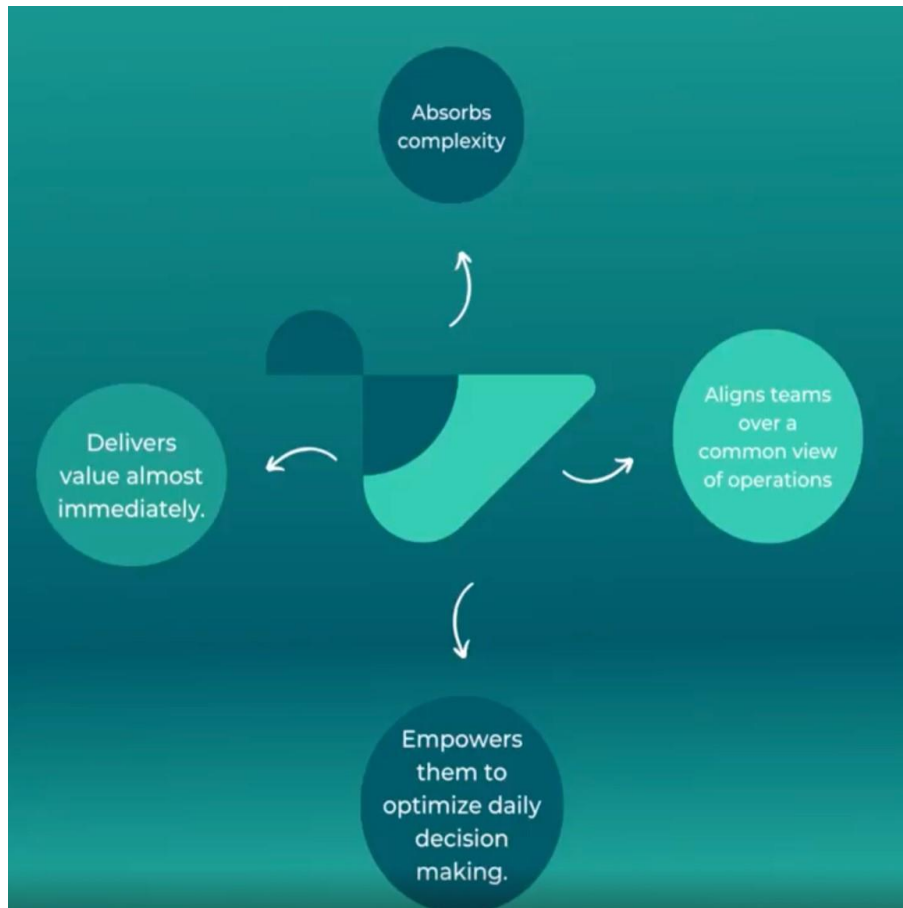 Absorbs
complexity
Aligns teams
over a
common view
of operations
Delivers
value almost
immediately.
Empowers
them to
optimize daily
decision
making.